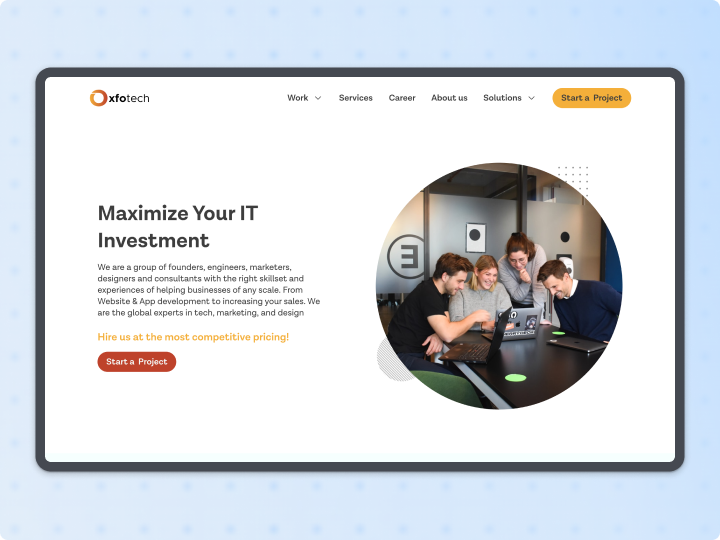 Oxfotech
Work
Services
Career
About us
Solutions
Start a Project
Maximize Your IT
Investment
We are a group of founders, engineers, marketers,
designers and consultants with the right skillset and
experiences of helping businesses of any scale. From
Website & App development to increasing your sales. We
are the global experts in tech, marketing, and design
Hire us at the most competitive pricing!
Start a Project